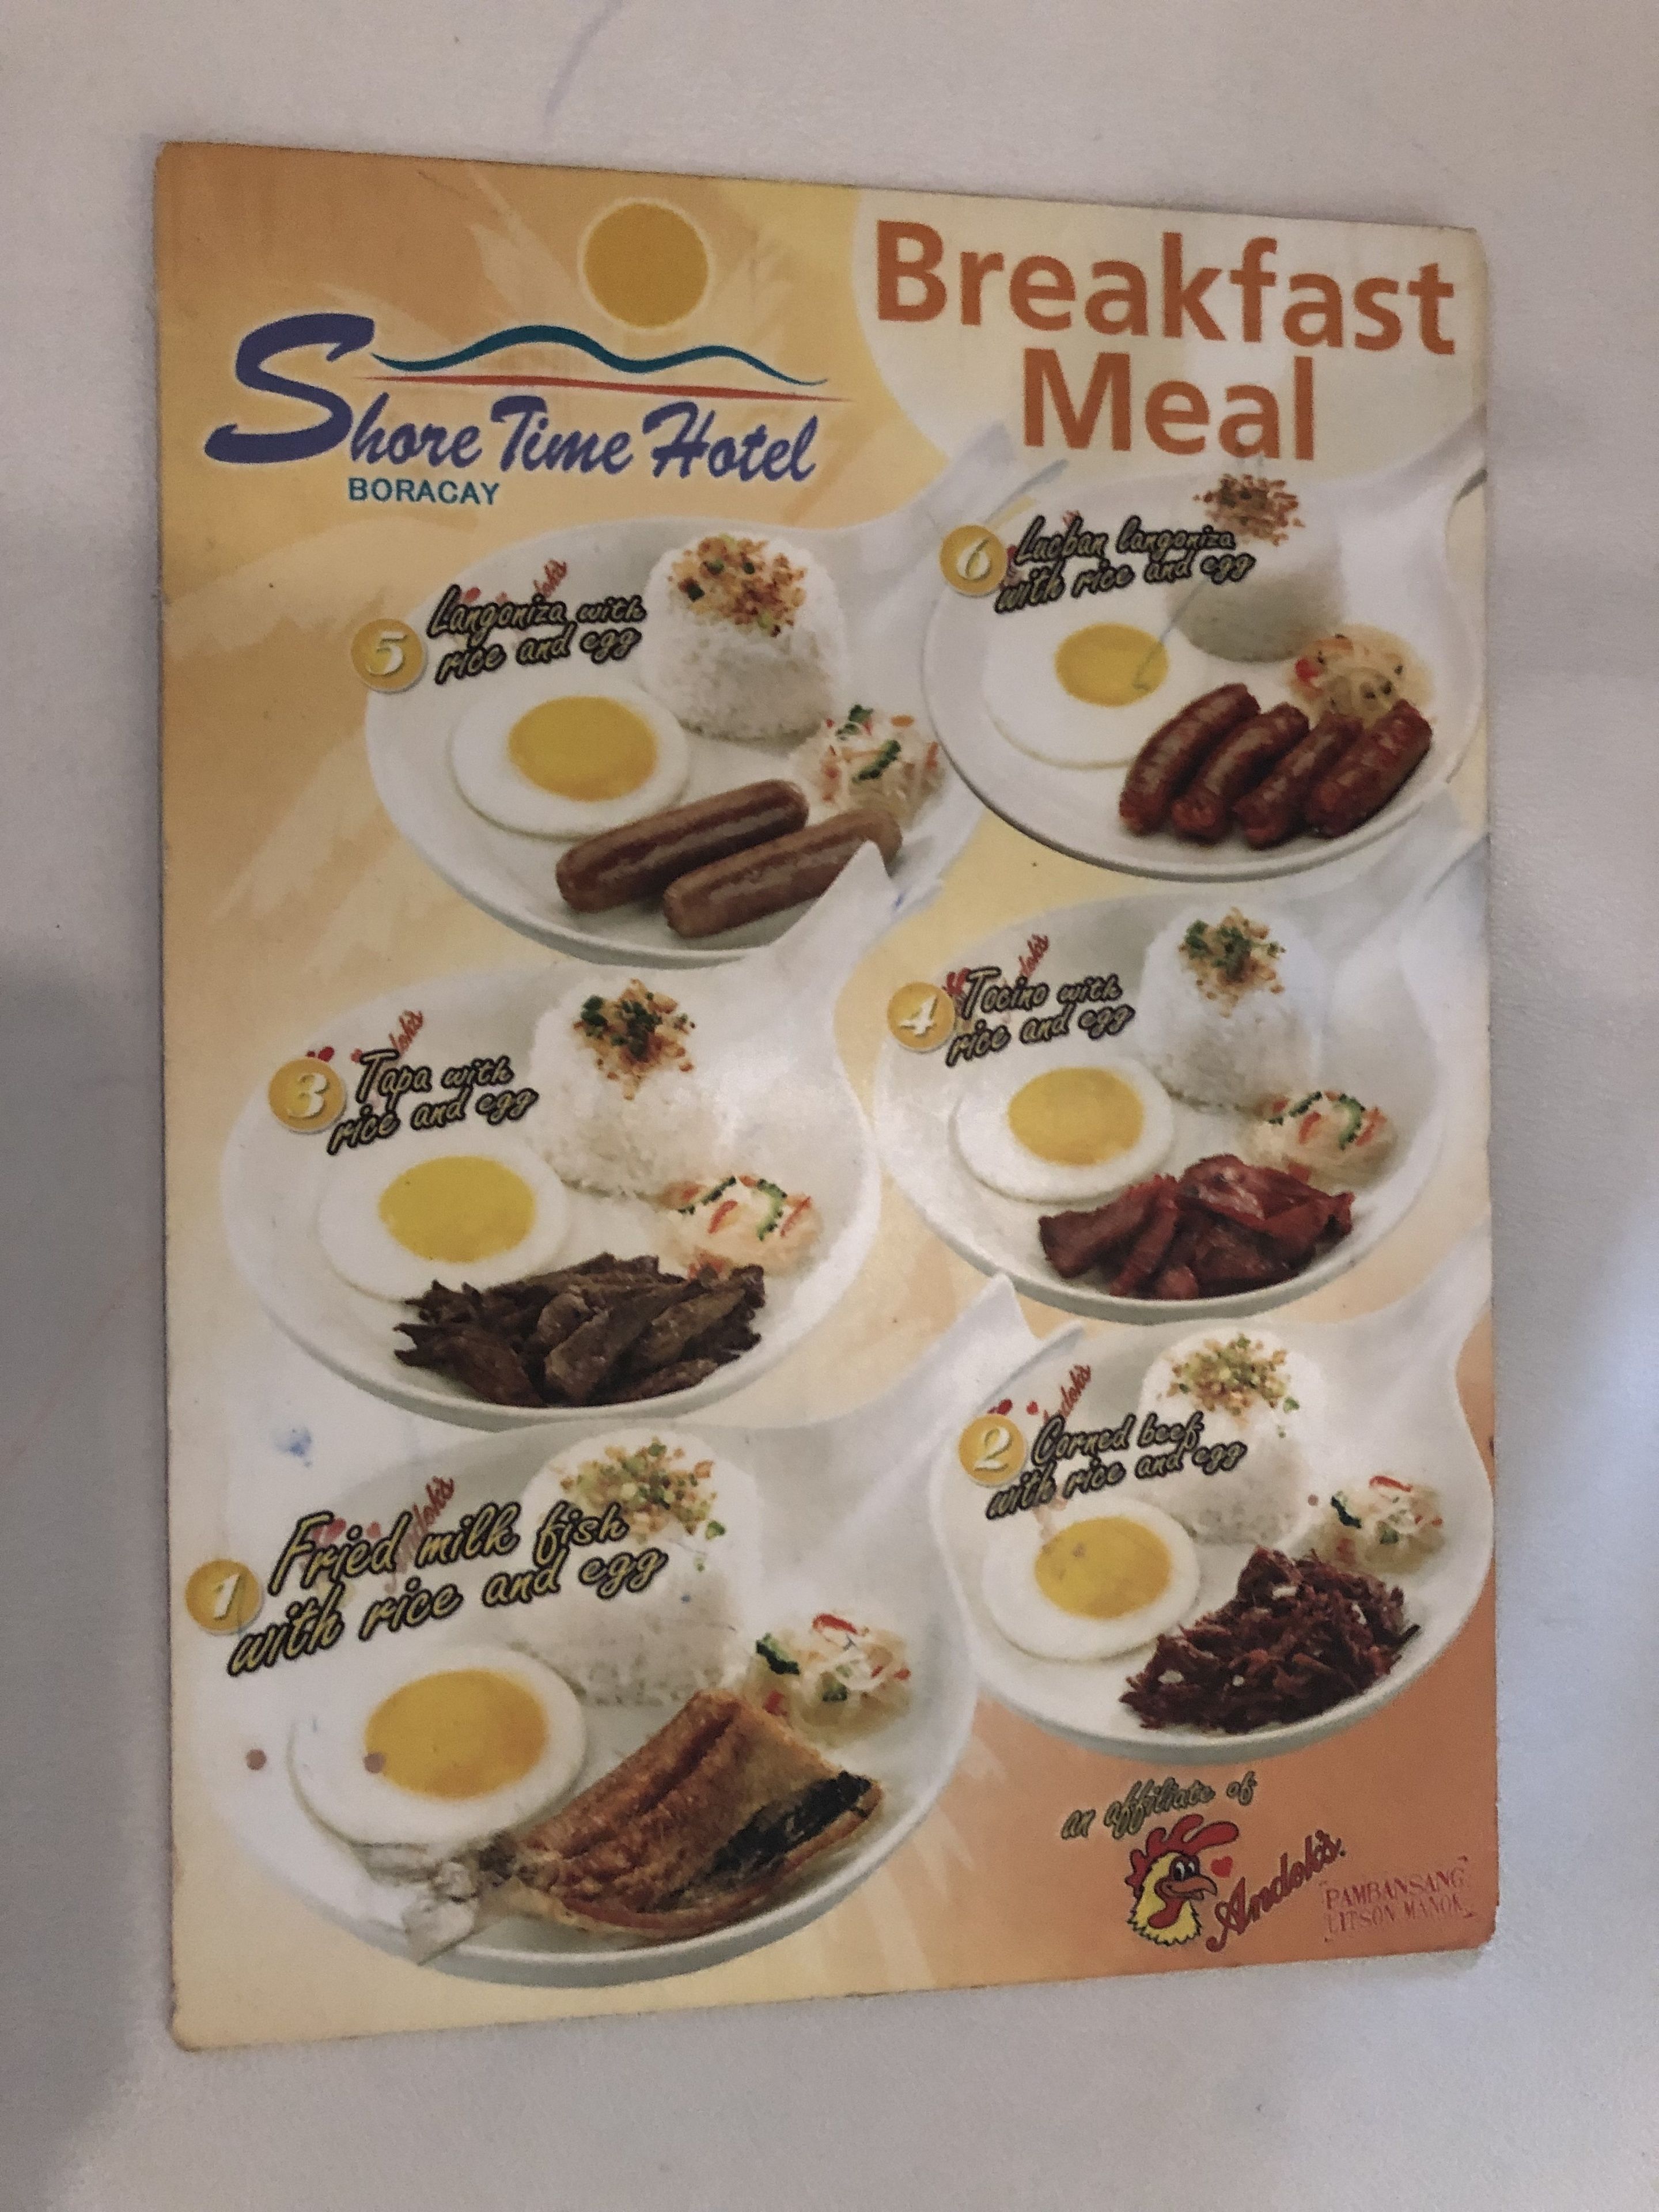 Shore Time Hotel
BORACAY
Breakfast
Meal
5
Langoniza with
rice and egg
6
Lucban langoniza
with rice and egg
3
Tapa with
rice and egg
4
Tocino with
rice and egg
1
Fried milk fish
with rice and egg
2
Corned beef
with rice and egg
an affiliate of
Andok's
"PAMBANSANG
LITSON MANOK"